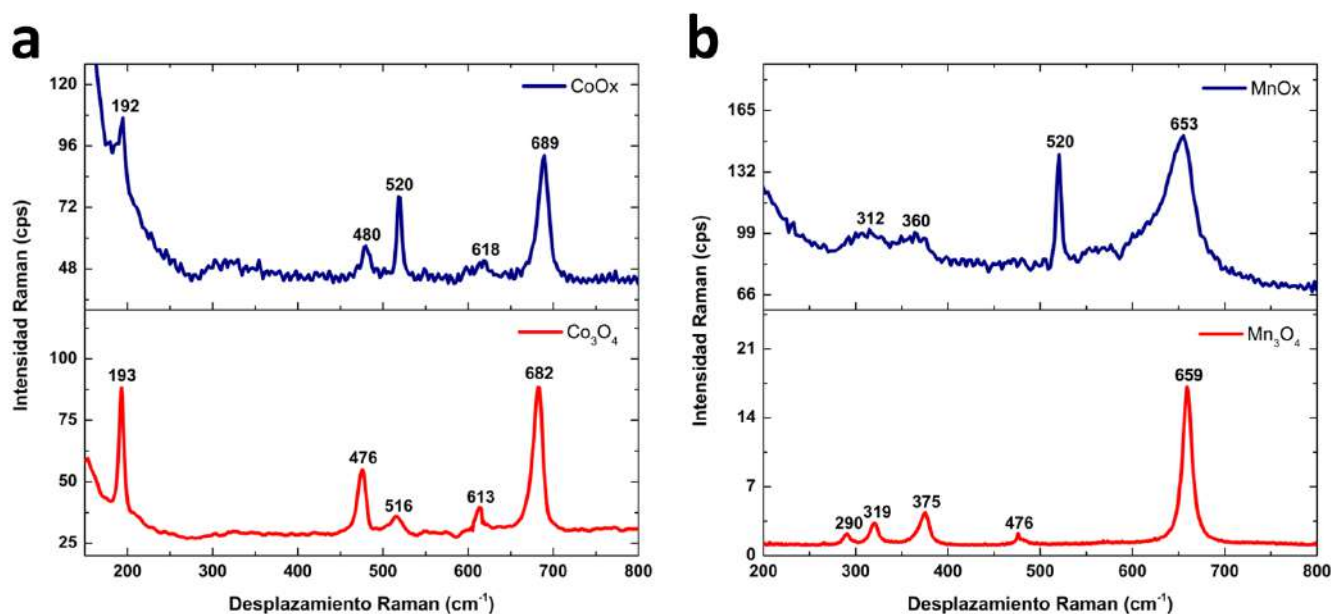 a
Intensidad Raman (cps)
120
96
72
48
CoOx
192
480
520
618
689
100
75
50
25
Co₃O₄
193
476
516
613
682
200 300 400 500 600 700 800
Desplazamiento Raman (cm⁻¹)
b
Intensidad Raman (cps)
165
132
99
66
MnOx
312
360
520
653
21
14
7
0
Mn₃O₄
290
319
375
476
659
200 300 400 500 600 700 800
Desplazamiento Raman (cm⁻¹)